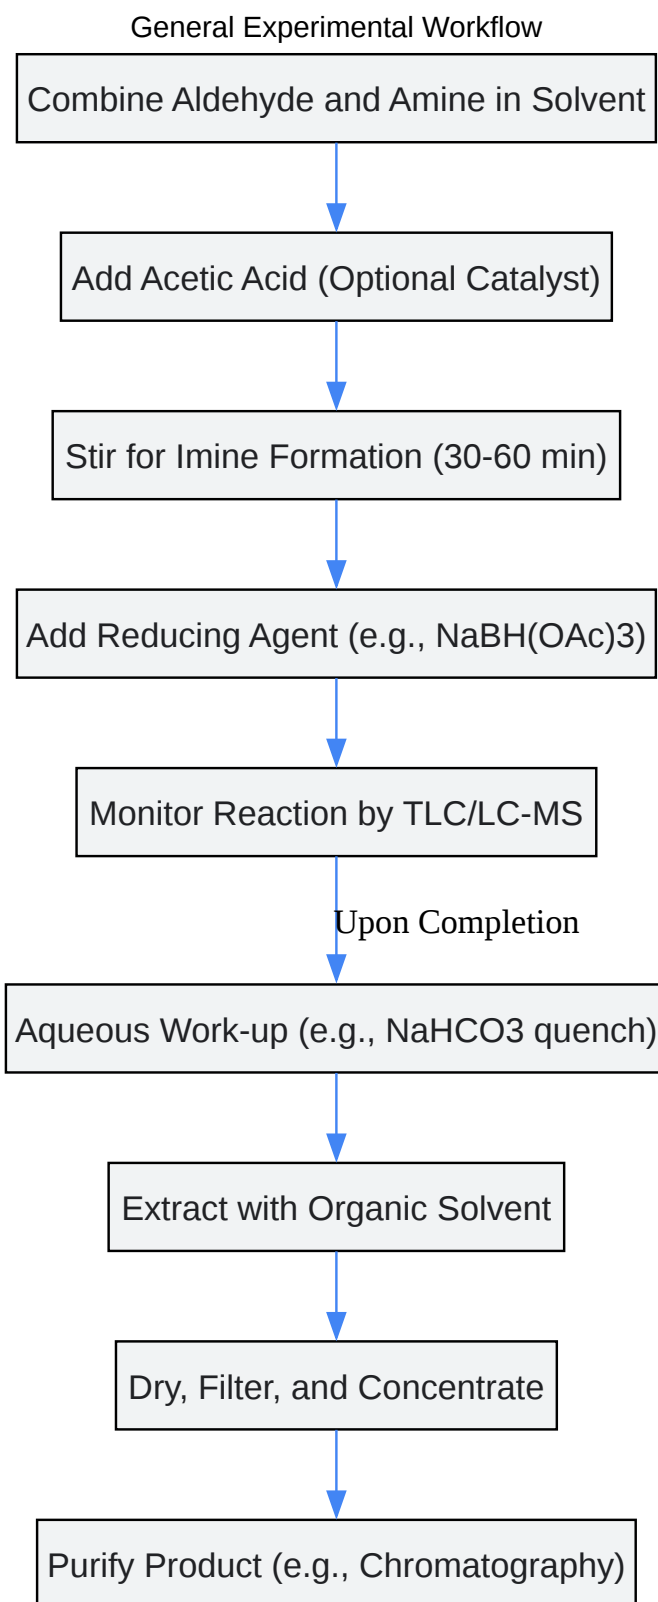 General Experimental Workflow
Combine Aldehyde and Amine in Solvent
Add Acetic Acid (Optional Catalyst)
Stir for Imine Formation (30-60 min)
Add Reducing Agent (e.g., NaBH(OAc)3)
Monitor Reaction by TLC/LC-MS
Upon Completion
Aqueous Work-up (e.g., NaHCO3 quench)
Extract with Organic Solvent
Dry, Filter, and Concentrate
Purify Product (e.g., Chromatography)